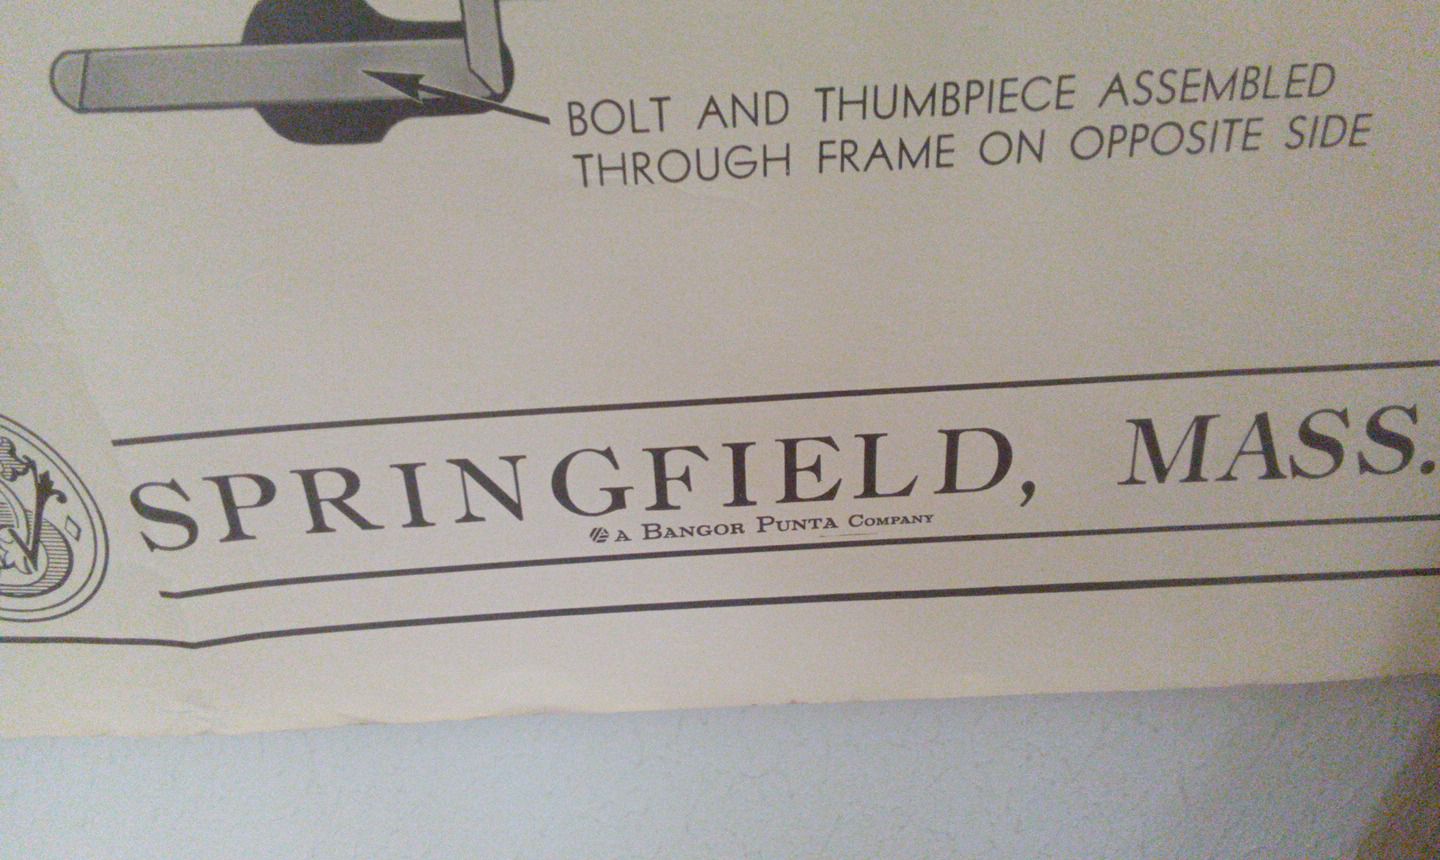 BOLT AND THUMBPIECE ASSEMBLED
THROUGH FRAME ON OPPOSITE SIDE
SPRINGFIELD, MASS.
A BANGOR PUNTA COMPANY